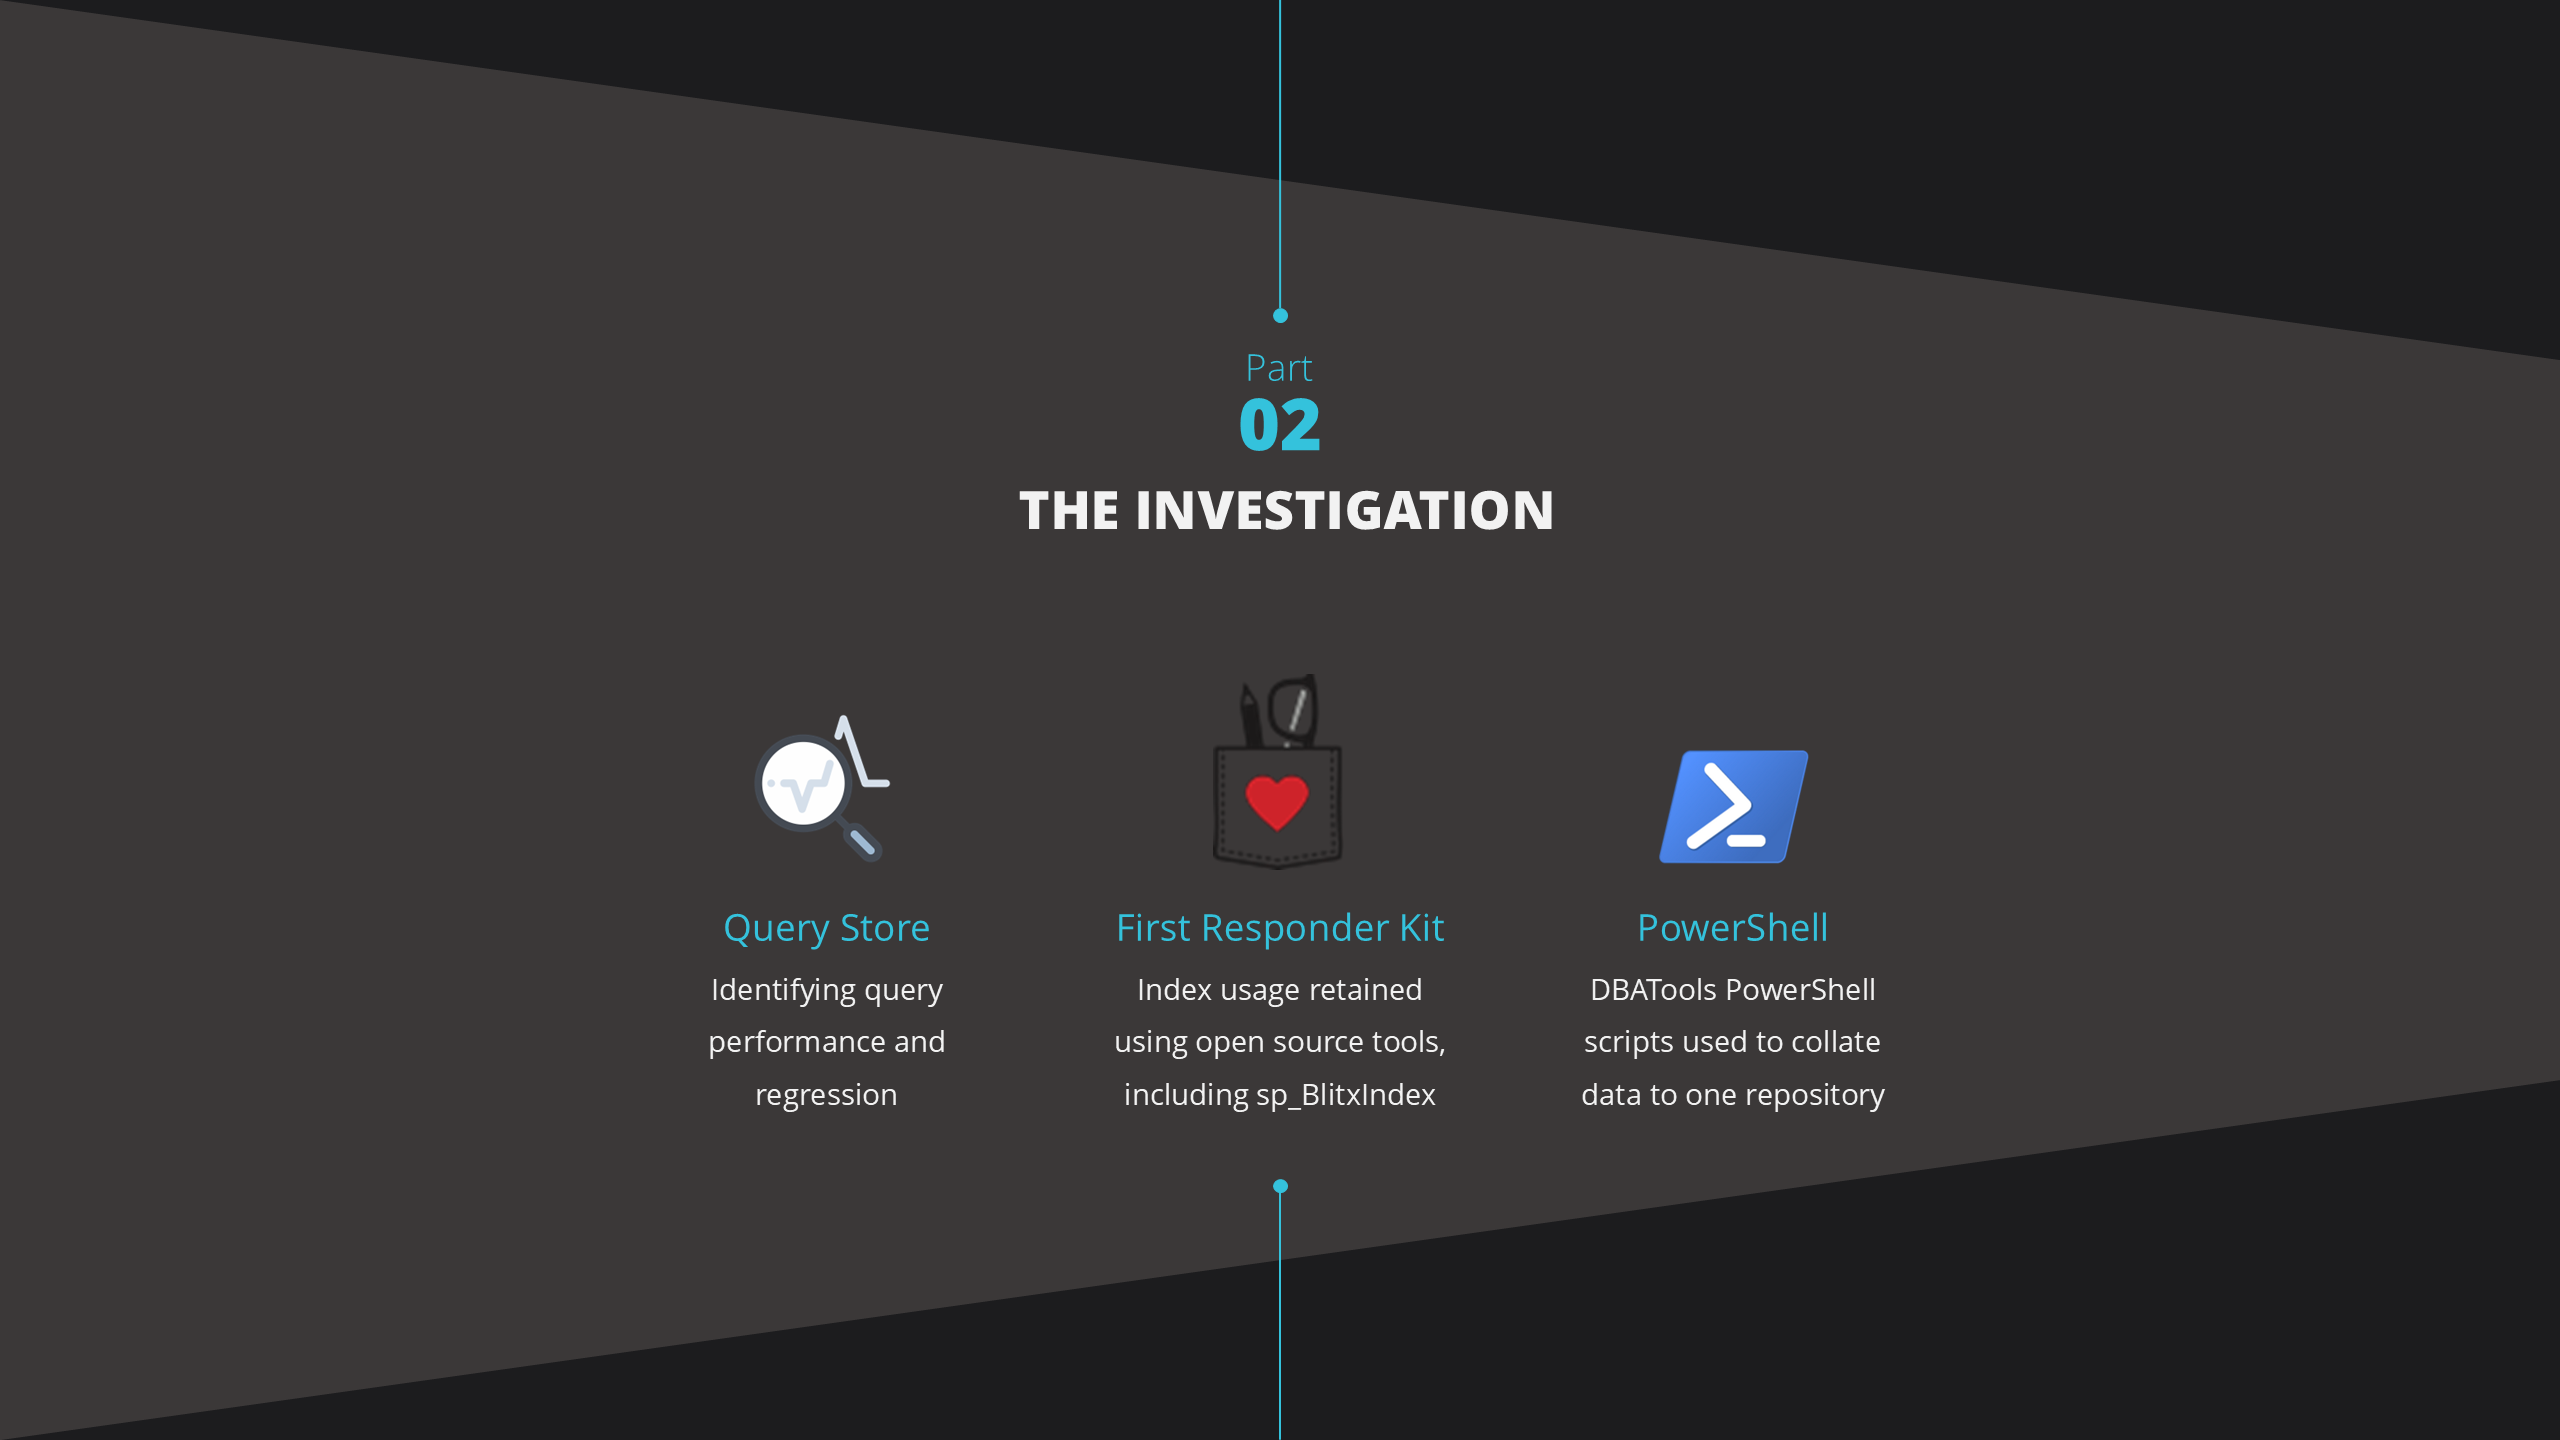 Part
02
THE INVESTIGATION
Query Store
Identifying query
performance and
regression
First Responder Kit
Index usage retained
using open source tools,
including sp_BlitxIndex
PowerShell
DBATools PowerShell
scripts used to collate
data to one repository